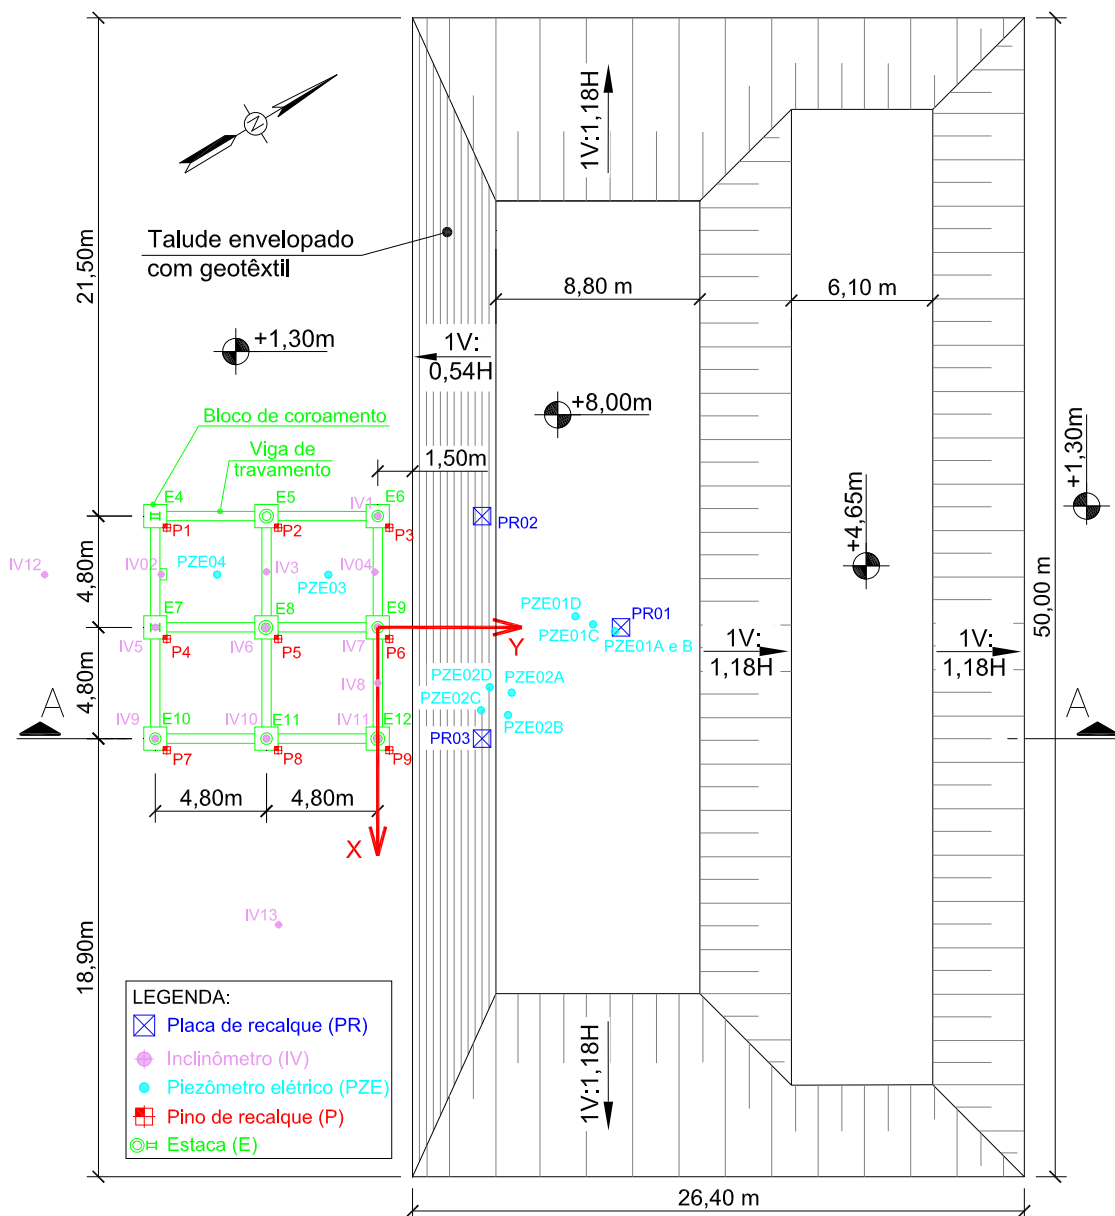 1V:1,18H
N
21,50m
Talude envelopado
com geotêxtil
8,80 m
6,10 m
+1,30m
1V:
0,54H
+8,00m
Bloco de coroamento
Viga de
travamento
1,50m
+1,30m
+4,65m
E4
E5
IV1
E6
P1
P2
P3
PR02
IV12
IV02
PZE04
IV3
PZE03
IV04
4,80m
50,00 m
E7
E8
E9
PZE01D
PR01
PZE01C
PZE01A e B
IV5
P4
IV6
P5
IV7
P6
Y
1V:
1,18H
1V:
1,18H
4,80m
IV8
PZE02D
PZE02A
PZE02C
PZE02B
A
A
IV9
E10
IV10
E11
IV11
E12
PR03
P7
P8
P9
4,80m
4,80m
X
IV13
18,90m
LEGENDA:
Placa de recalque (PR)
Inclinômetro (IV)
Piezômetro elétrico (PZE)
Pino de recalque (P)
Estaca (E)
1V:1,18H
26,40 m